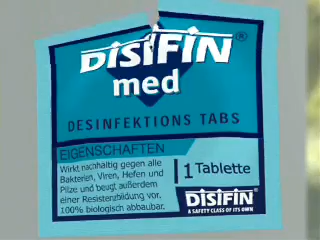 DISIFIN®
med
DESINFEKTIONS TABS
EIGENSCHAFTEN
Wirkt nachhaltig gegen alle
Bakterien, Viren, Hefen und
Pilze und beugt außerdem
einer Resistenzbildung vor,
100% biologisch abbaubar.
1 Tablette
DISIFIN®
A SAFETY CLASS OF ITS OWN